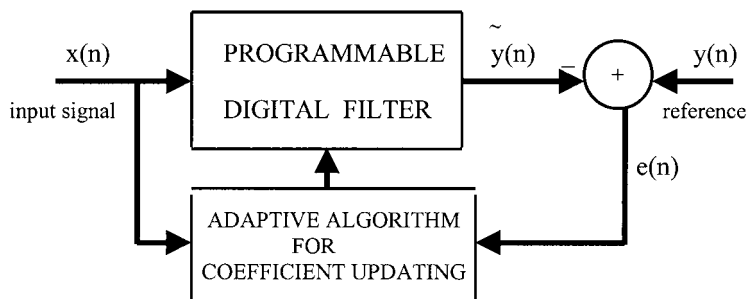 x(n)
input signal
PROGRAMMABLE
DIGITAL FILTER
~
y(n)
−
+
y(n)
reference
e(n)
ADAPTIVE ALGORITHM
FOR
COEFFICIENT UPDATING